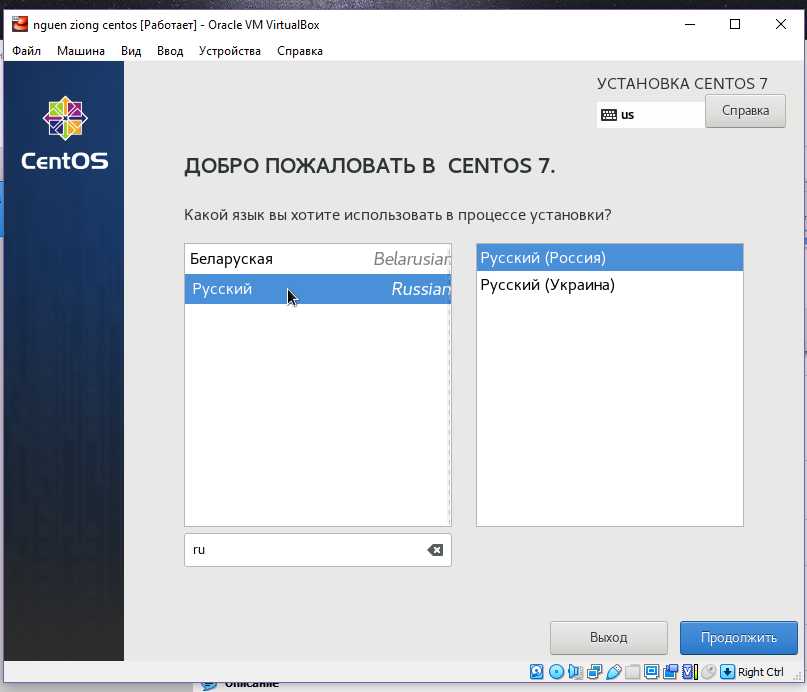 nguen ziong centos [Работает] - Oracle VM VirtualBox
Файл Машина Вид Ввод Устройства Справка
УСТАНОВКА CENTOS 7
us
Справка
CentOS
ДОБРО ПОЖАЛОВАТЬ В CENTOS 7.
Какой язык вы хотите использовать в процессе установки?
Беларуская Belarusian
Русский Russian
Русский (Россия)
Русский (Украина)
ru
Выход
Продолжить
Right Ctrl
Описание